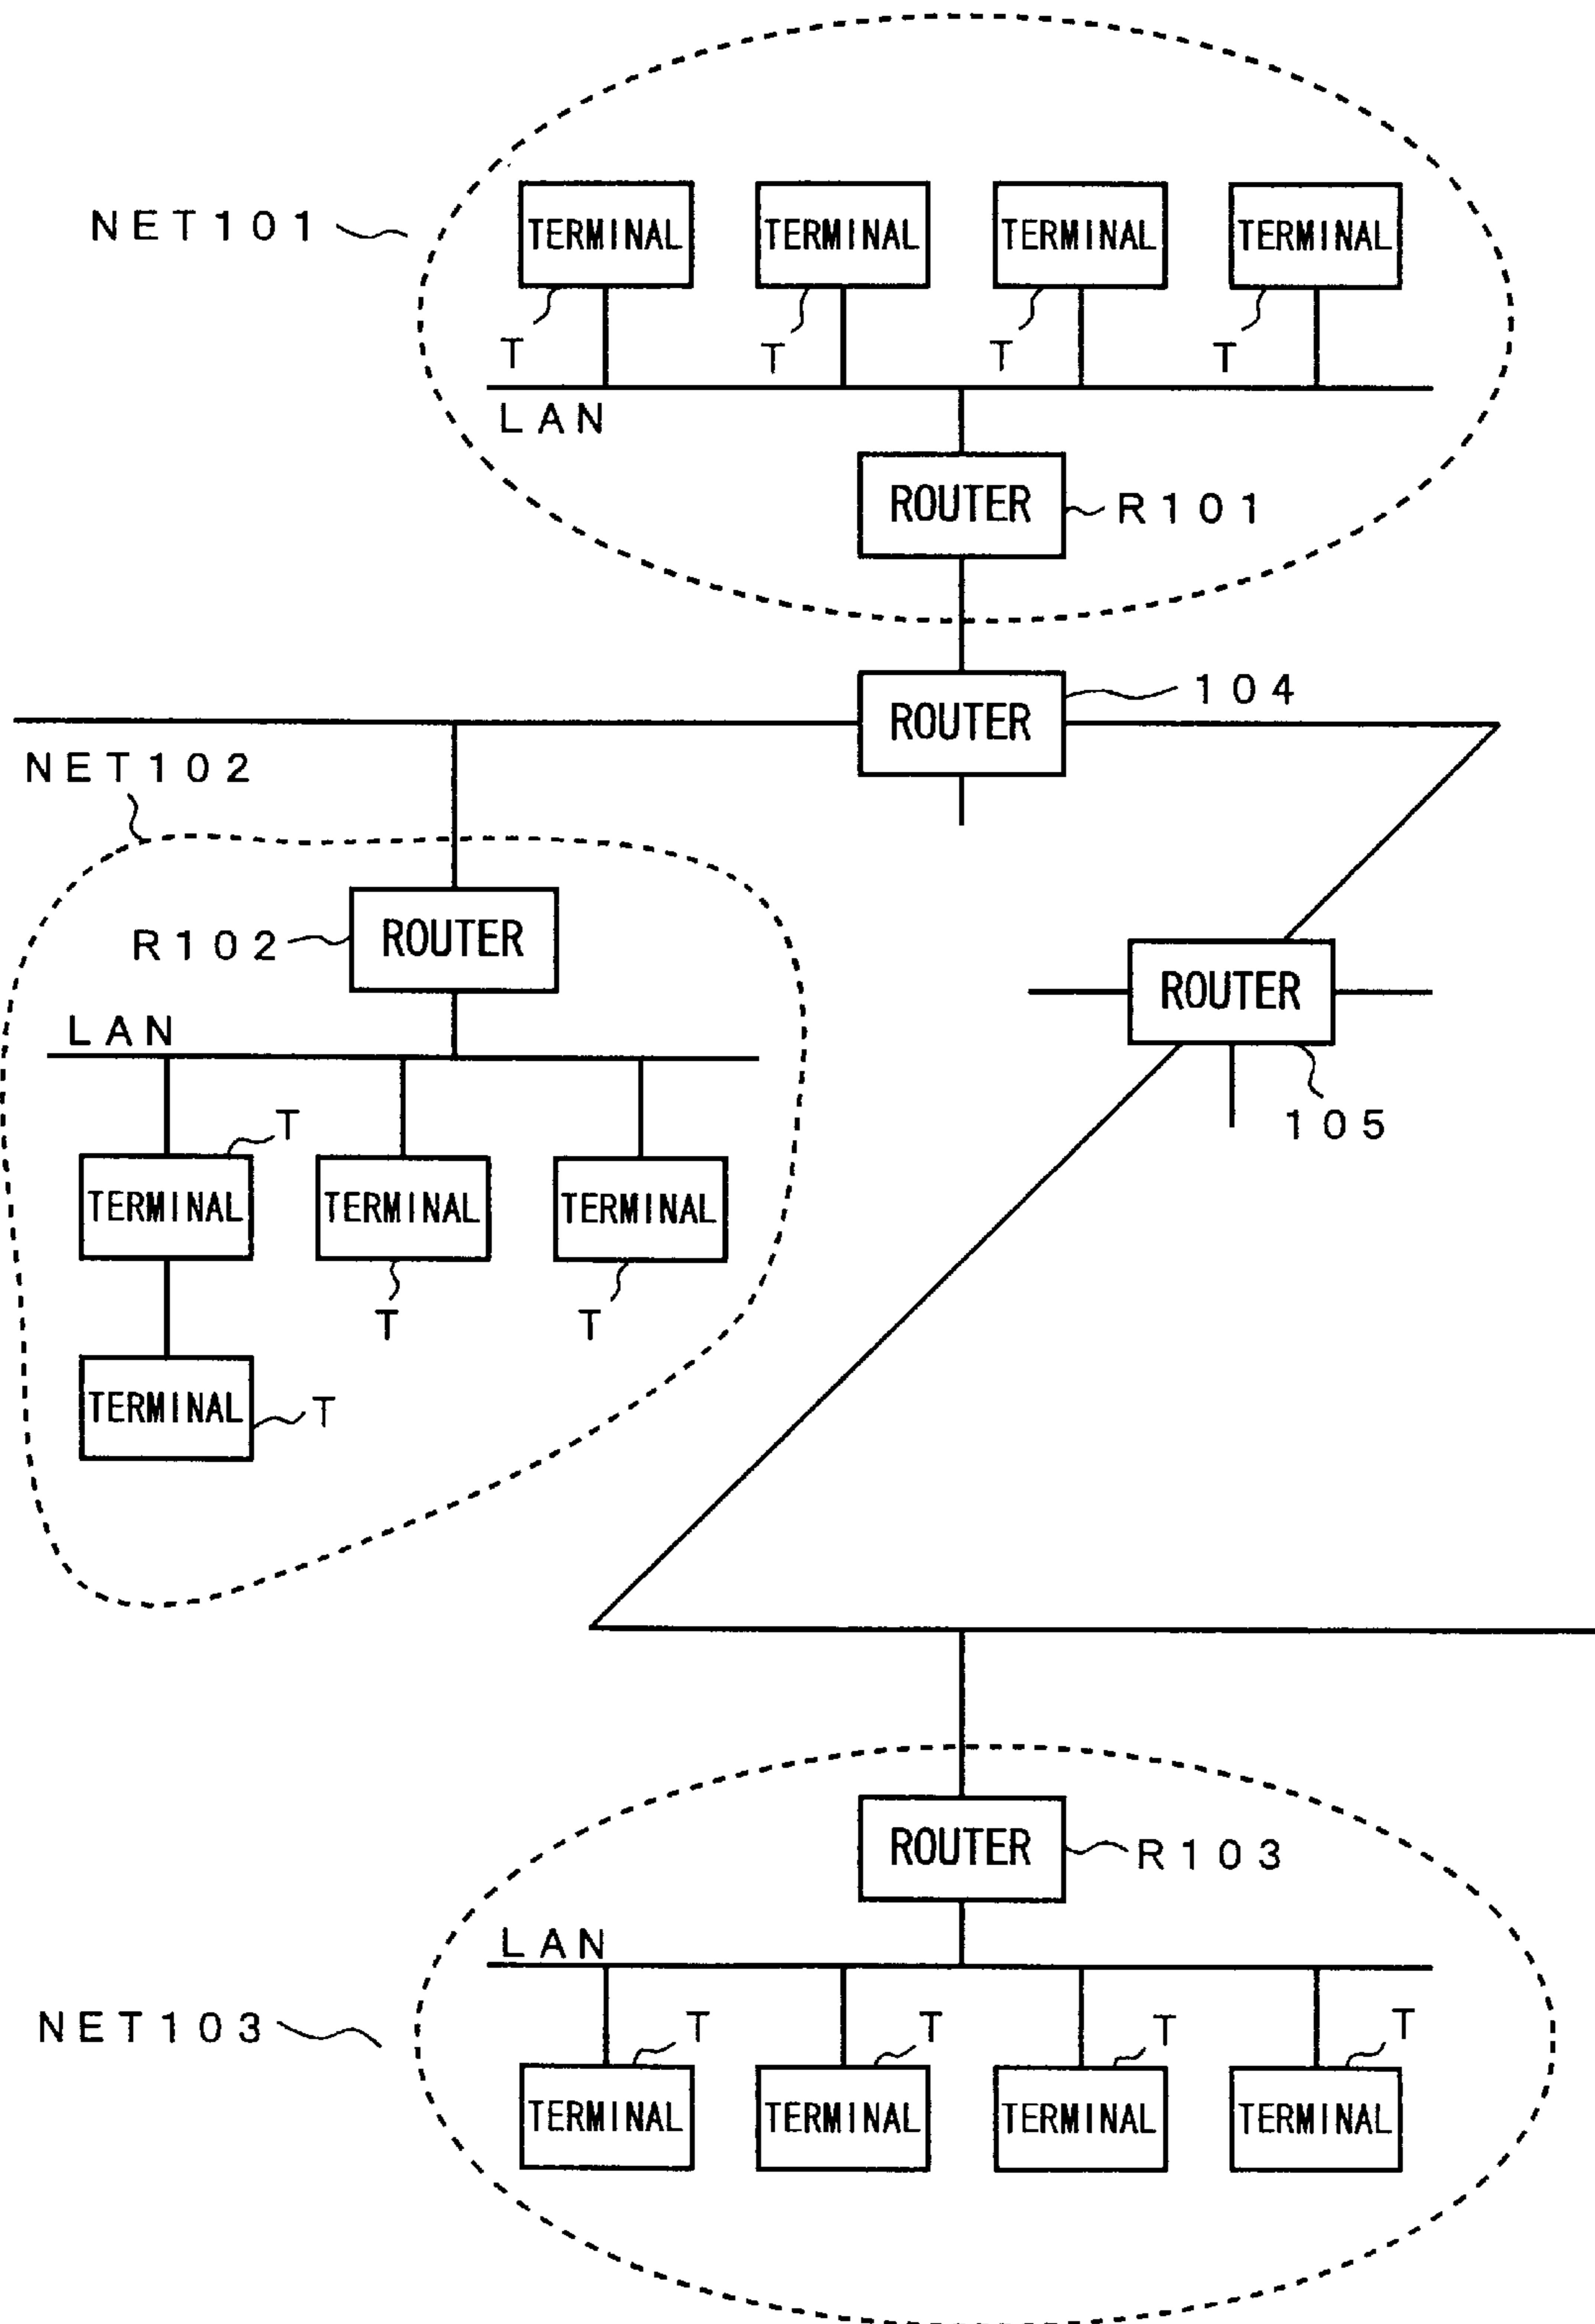 NET101
TERMINAL TERMINAL TERMINAL TERMINAL
T T T T
LAN
ROUTER R101
ROUTER 104
NET102
R102 ROUTER
ROUTER
105
LAN
T
TERMINAL TERMINAL TERMINAL
T T
TERMINAL T
ROUTER R103
LAN
NET103
T T T T
TERMINAL TERMINAL TERMINAL TERMINAL